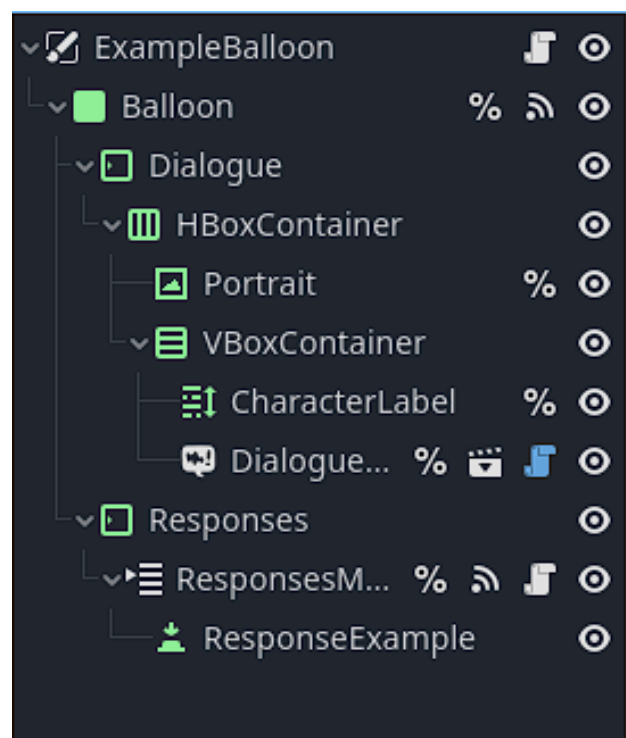 ExampleBalloon
Balloon %
Dialogue
HBoxContainer
Portrait %
VBoxContainer
CharacterLabel %
Dialogue... %
Responses
ResponsesM... %
ResponseExample